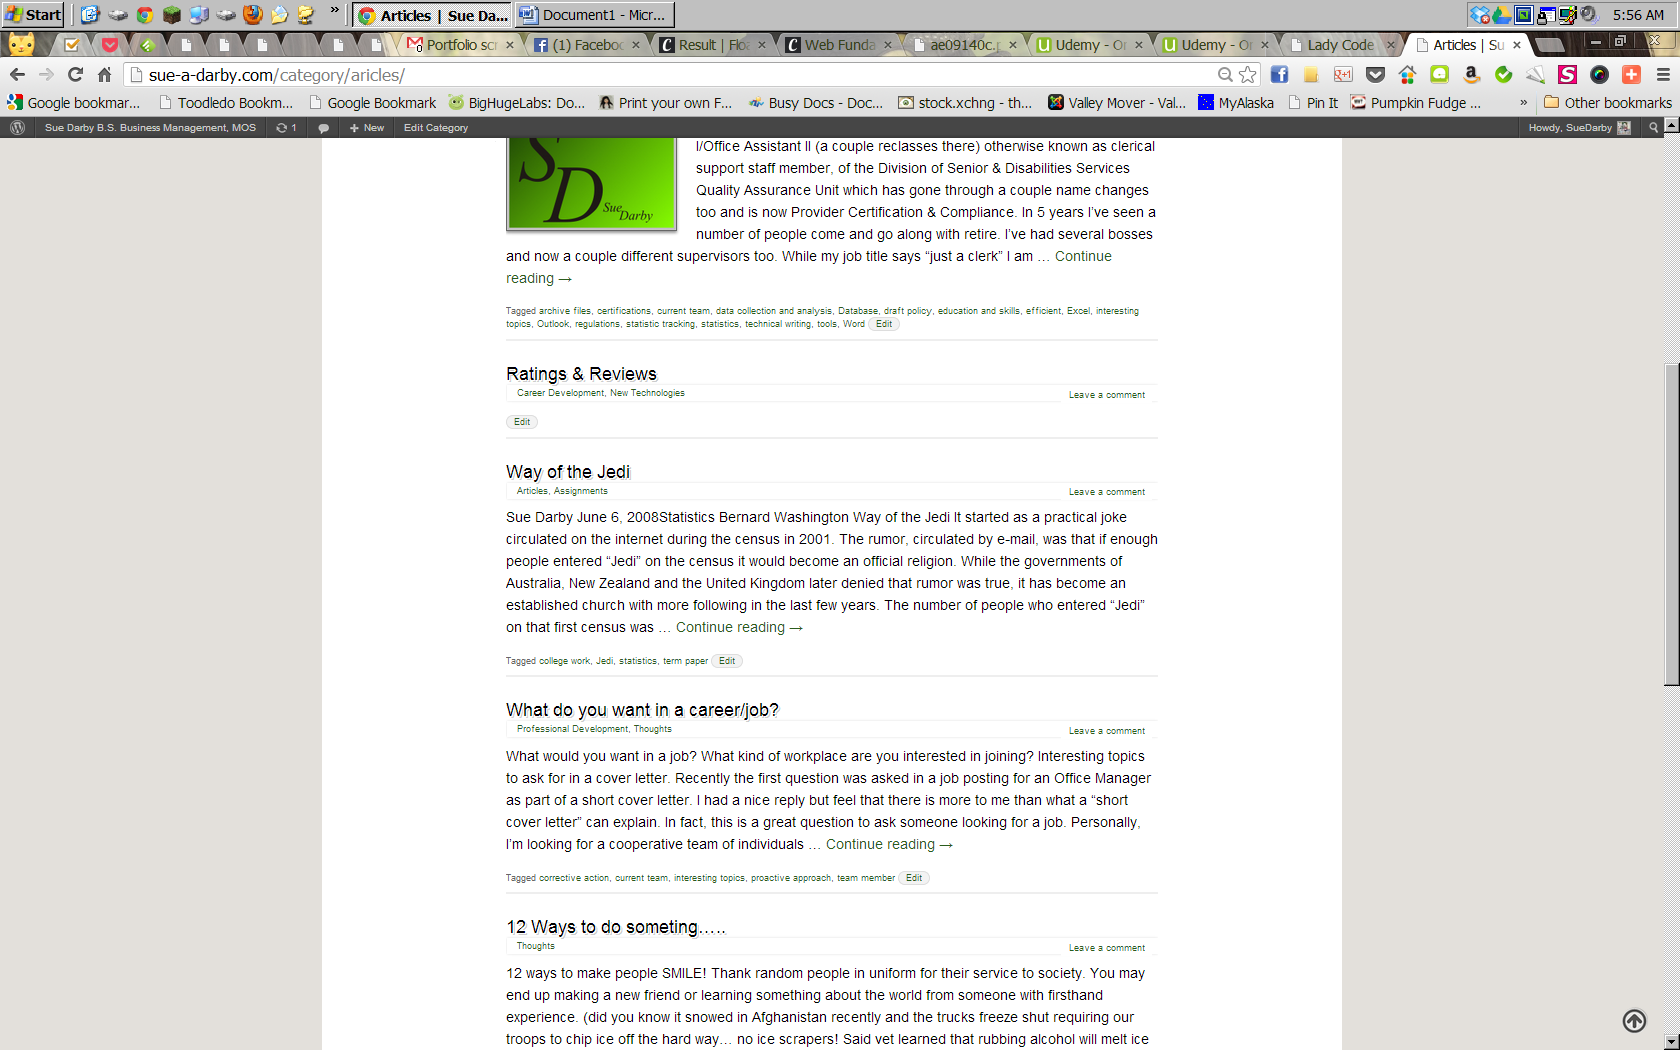 Start
»
Articles | Sue Da...
Document1 - Micr...
5:56 AM
Portfolio scr
(1) Faceboo
Result | Flo
Web Funda
ae09140c.
Udemy - Or
Udemy - Or
Lady Code
Articles | Su
sue-a-darby.com/category/aricles/
Google bookmar...
Toodledo Bookm...
Google Bookmark
BigHugeLabs: Do...
Print your own F...
Busy Docs - Doc...
stock.xchng - th...
Valley Mover - Val...
MyAlaska
Pin It
Pumpkin Fudge ...
»
Other bookmarks
Sue Darby B.S. Business Management, MOS
1
+ New
Edit Category
Howdy, SueDarby
SD
Sue
Darby
I/Office Assistant II (a couple reclasses there) otherwise known as clerical
support staff member, of the Division of Senior & Disabilities Services
Quality Assurance Unit which has gone through a couple name changes
too and is now Provider Certification & Compliance. In 5 years I’ve seen a
number of people come and go along with retire. I’ve had several bosses
and now a couple different supervisors too. While my job title says “just a clerk” I am … Continue
reading →
Tagged archive files, certifications, current team, data collection and analysis, Database, draft policy, education and skills, efficient, Excel, interesting
topics, Outlook, regulations, statistic tracking, statistics, technical writing, tools, Word Edit
Ratings & Reviews
Career Development, New Technologies
Leave a comment
Edit
Way of the Jedi
Articles, Assignments
Leave a comment
Sue Darby June 6, 2008Statistics Bernard Washington Way of the Jedi It started as a practical joke
circulated on the internet during the census in 2001. The rumor, circulated by e-mail, was that if enough
people entered “Jedi” on the census it would become an official religion. While the governments of
Australia, New Zealand and the United Kingdom later denied that rumor was true, it has become an
established church with more following in the last few years. The number of people who entered “Jedi”
on that first census was … Continue reading →
Tagged college work, Jedi, statistics, term paper Edit
What do you want in a career/job?
Professional Development, Thoughts
Leave a comment
What would you want in a job? What kind of workplace are you interested in joining? Interesting topics
to ask for in a cover letter. Recently the first question was asked in a job posting for an Office Manager
as part of a short cover letter. I had a nice reply but feel that there is more to me than what a “short
cover letter” can explain. In fact, this is a great question to ask someone looking for a job. Personally,
I’m looking for a cooperative team of individuals … Continue reading →
Tagged corrective action, current team, interesting topics, proactive approach, team member Edit
12 Ways to do someting…..
Thoughts
Leave a comment
12 ways to make people SMILE! Thank random people in uniform for their service to society. You may
end up making a new friend or learning something about the world from someone with firsthand
experience. (did you know it snowed in Afghanistan recently and the trucks freeze shut requiring our
troops to chip ice off the hard way… no ice scrapers! Said vet learned that rubbing alcohol will melt ice